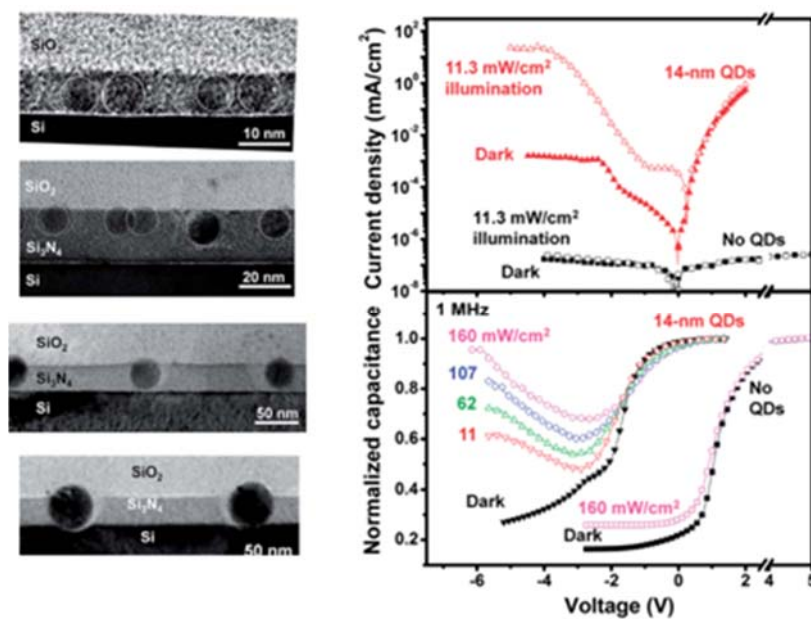 SiO₂
Si
10 nm
SiO₂
Si₃N₄
Si
20 nm
SiO₂
Si₃N₄
Si
50 nm
SiO₂
Si₃N₄
Si
50 nm
Current density (mA/cm²)
10²
10⁰
10⁻²
10⁻⁴
10⁻⁶
10⁻⁸
11.3 mW/cm²
illumination
14-nm QDs
Dark
11.3 mW/cm²
illumination
No QDs
Dark
Normalized capacitance
1.0
0.8
0.6
0.4
0.2
1 MHz
160 mW/cm²
14-nm QDs
107
62
11
No
QDs
Dark
160 mW/cm²
Dark
-6
-4
-2
0
2
4
5
Voltage (V)